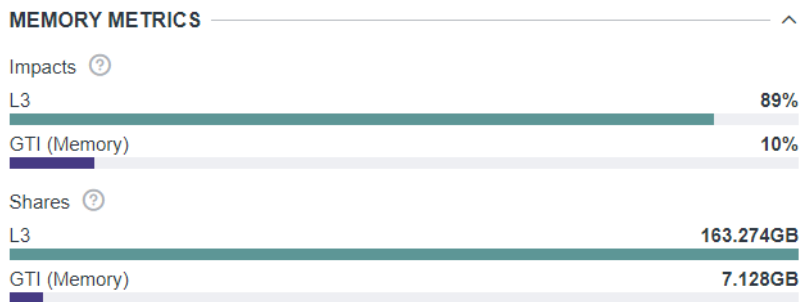 MEMORY METRICS
Impacts ?
L3 89%
GTI (Memory) 10%
Shares ?
L3 163.274GB
GTI (Memory) 7.128GB